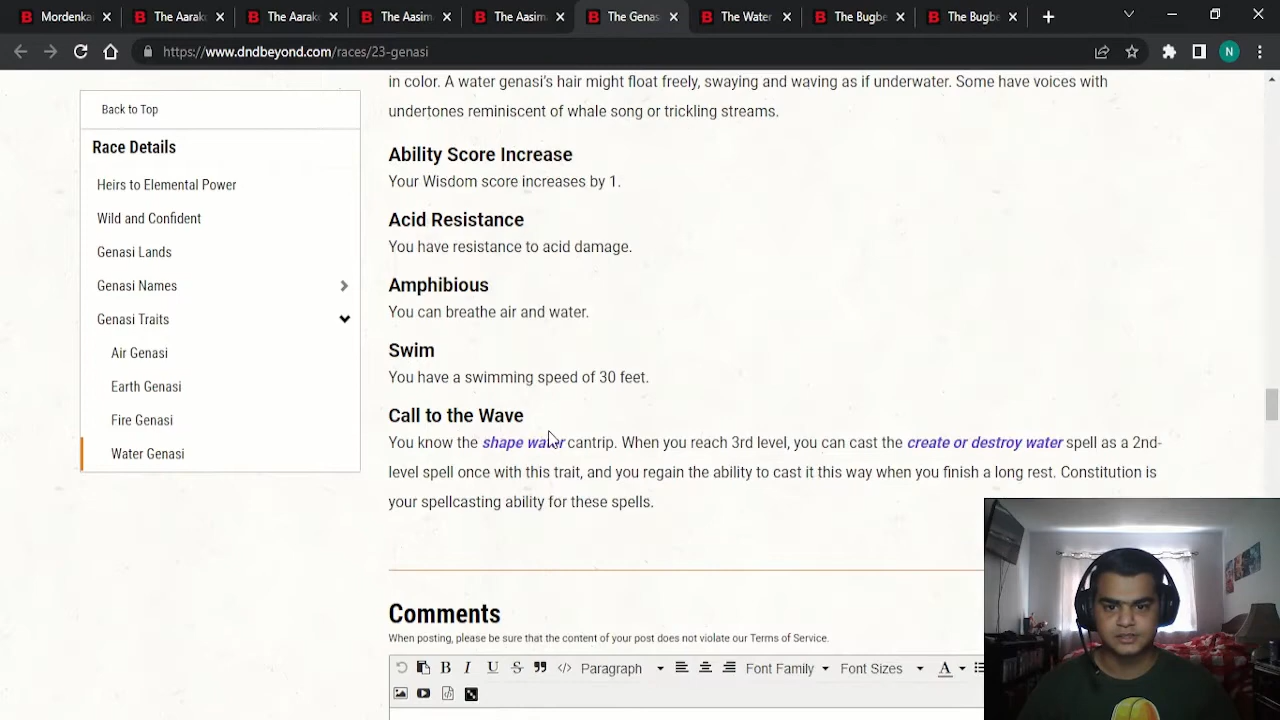 Mordenka
The Aarako
The Aarako
The Aasim
The Aasim
The Genas
The Water
The Bugbe
The Bugbe
https://www.dndbeyond.com/races/23-genasi
N
Back to Top
Race Details
Heirs to Elemental Power
Wild and Confident
Genasi Lands
Genasi Names
Genasi Traits
Air Genasi
Earth Genasi
Fire Genasi
Water Genasi
in color. A water genasi's hair might float freely, swaying and waving as if underwater. Some have voices with
undertones reminiscent of whale song or trickling streams.
Ability Score Increase
Your Wisdom score increases by 1.
Acid Resistance
You have resistance to acid damage.
Amphibious
You can breathe air and water.
Swim
You have a swimming speed of 30 feet.
Call to the Wave
You know the shape water cantrip. When you reach 3rd level, you can cast the create or destroy water spell as a 2nd-
level spell once with this trait, and you regain the ability to cast it this way when you finish a long rest. Constitution is
your spellcasting ability for these spells.
Comments
When posting, please be sure that the content of your post does not violate our Terms of Service.
B I U S Paragraph Font Family Font Sizes A